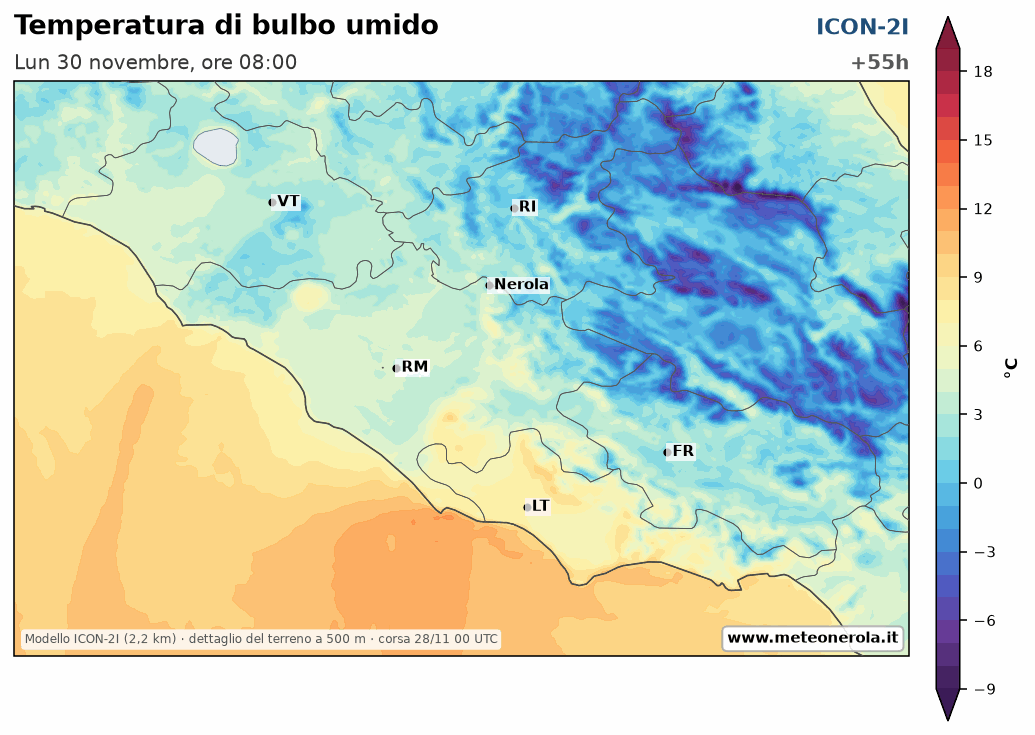 Temperatura di bulbo umido
ICON-2I
Lun 30 novembre, ore 08:00
+55h
VT
RI
Nerola
RM
FR
LT
Modello ICON-2I (2,2 km) · dettaglio del terreno a 500 m · corsa 28/11 00 UTC
www.meteonerola.it
18
15
12
9
6
3
0
−3
−6
−9
°C